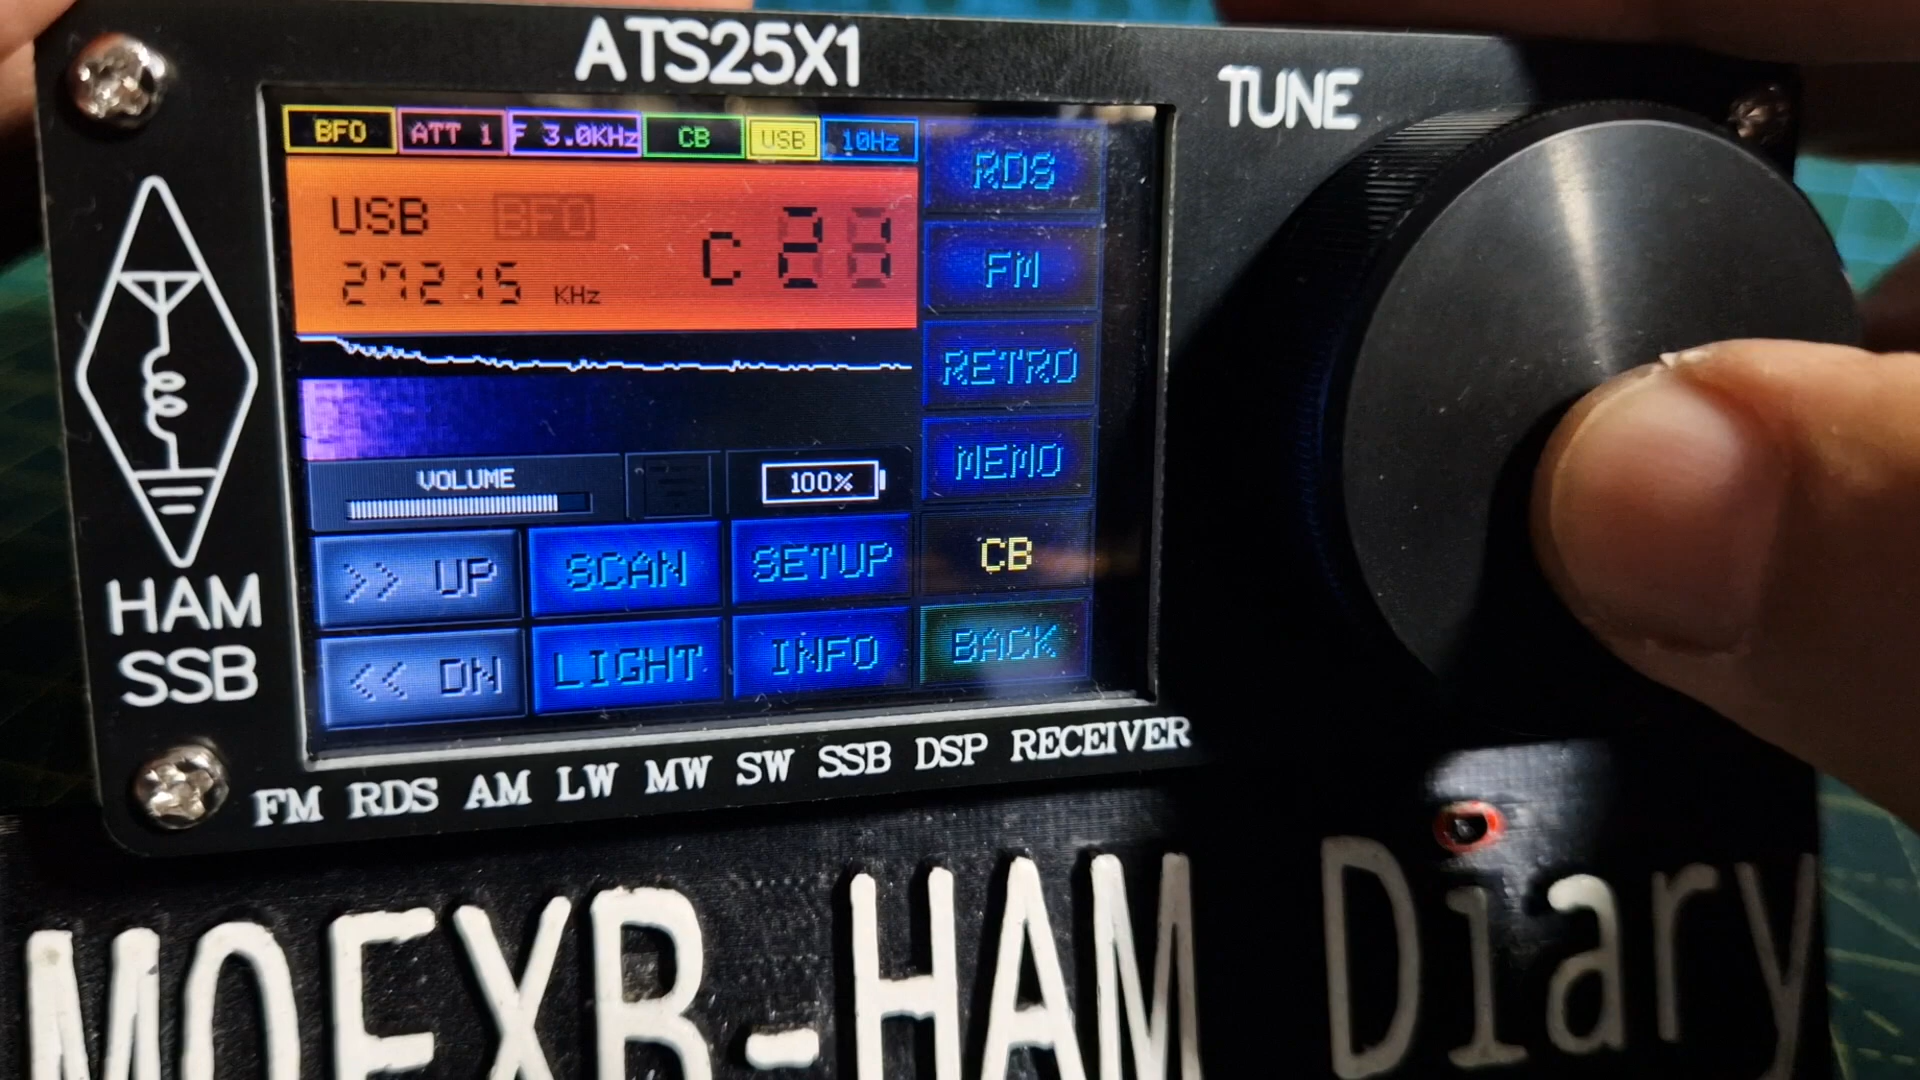 ATS25X1
TUNE
BFO ATT 1 F 3.0KHz CB USB 10Hz
RDS
USB BFO
C 21
27215 KHz
FM
RETRO
MEMO
VOLUME
100%
CB
>> UP SCAN SETUP
<< DN LIGHT INFO BACK
HAM
SSB
FM RDS AM LW MW SW SSB DSP RECEIVER
M0FXB-HAM Diary